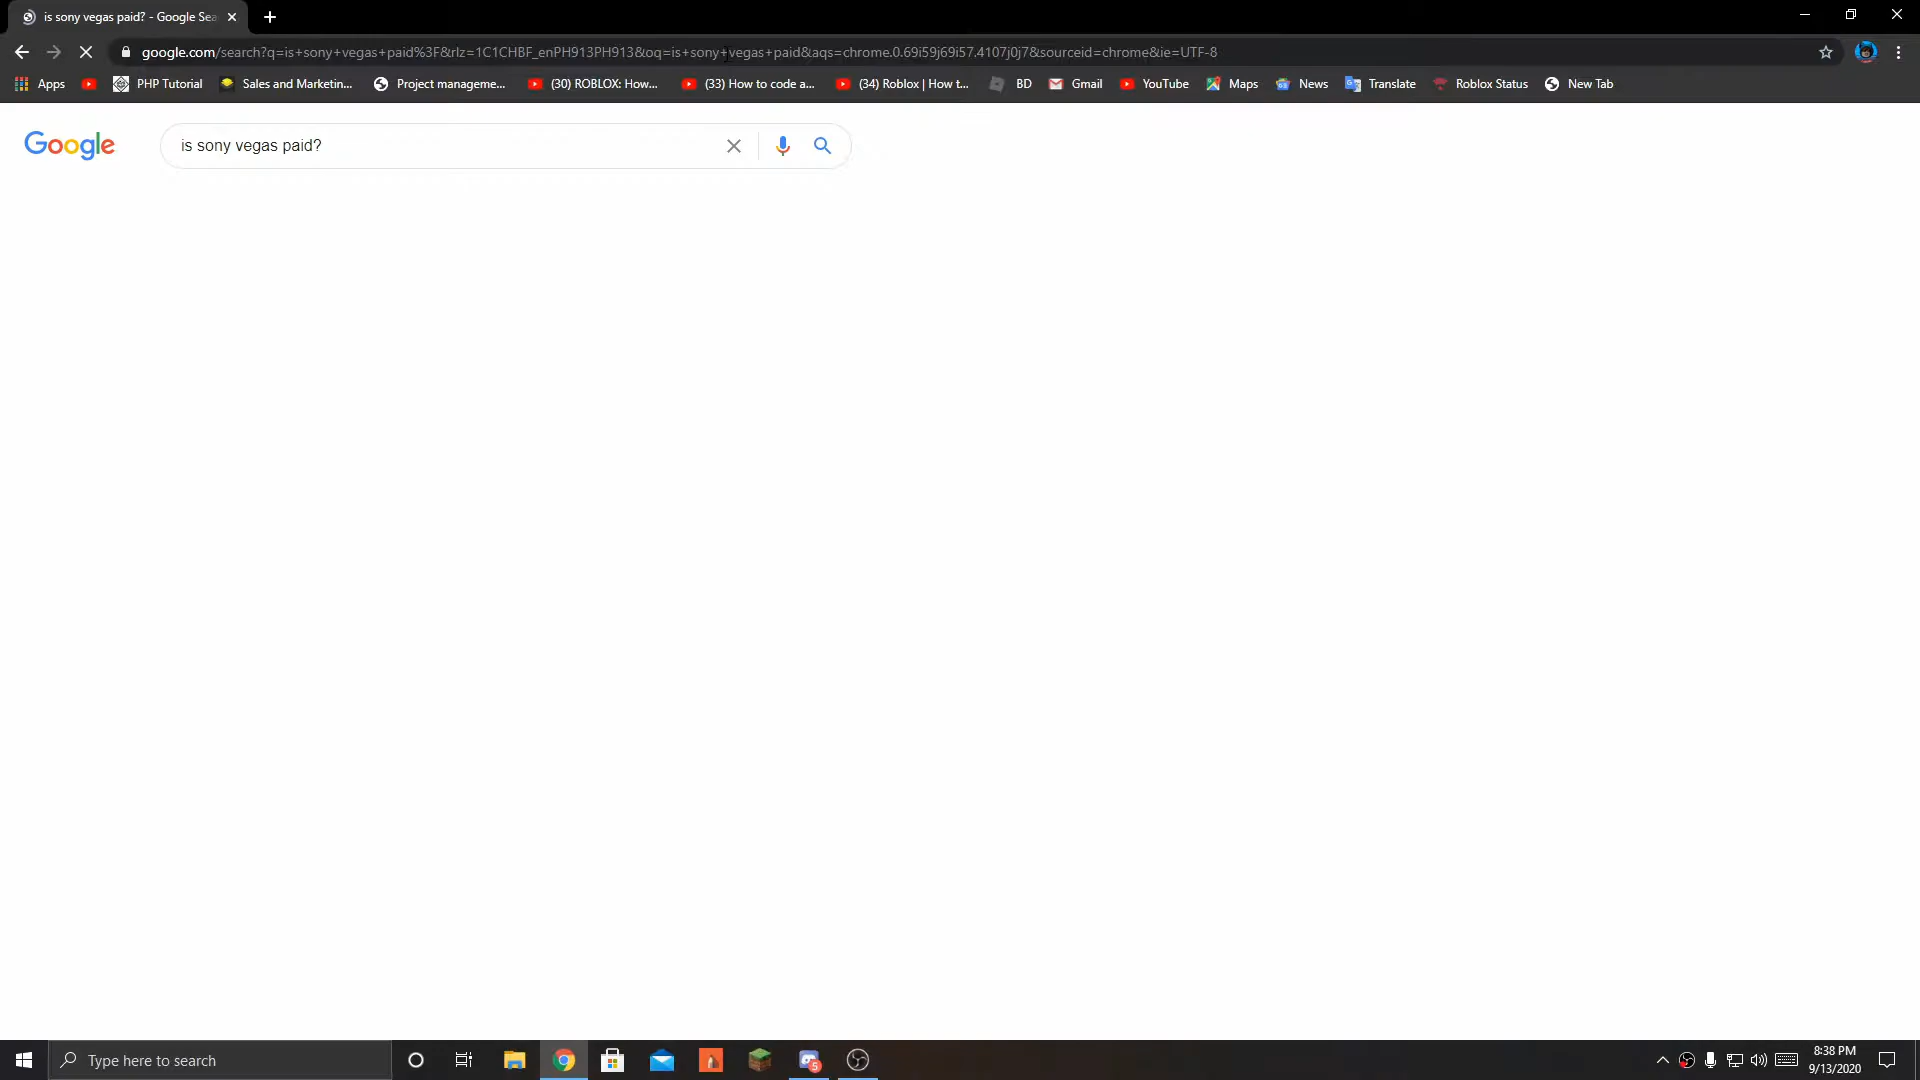 is sony vegas paid? - Google Sea
google.com/search?q=is+sony+vegas+paid%3F&rlz=1C1CHBF_enPH913PH913&oq=is+sony+vegas+paid&aqs=chrome.0.69i59j69i57.4107j0j7&sourceid=chrome&ie=UTF-8
Apps PHP Tutorial Sales and Marketin... Project manageme... (30) ROBLOX: How... (33) How to code a... (34) Roblox | How t... BD Gmail YouTube Maps News Translate Roblox Status New Tab
Google is sony vegas paid?
Type here to search
5
8:38 PM
9/13/2020